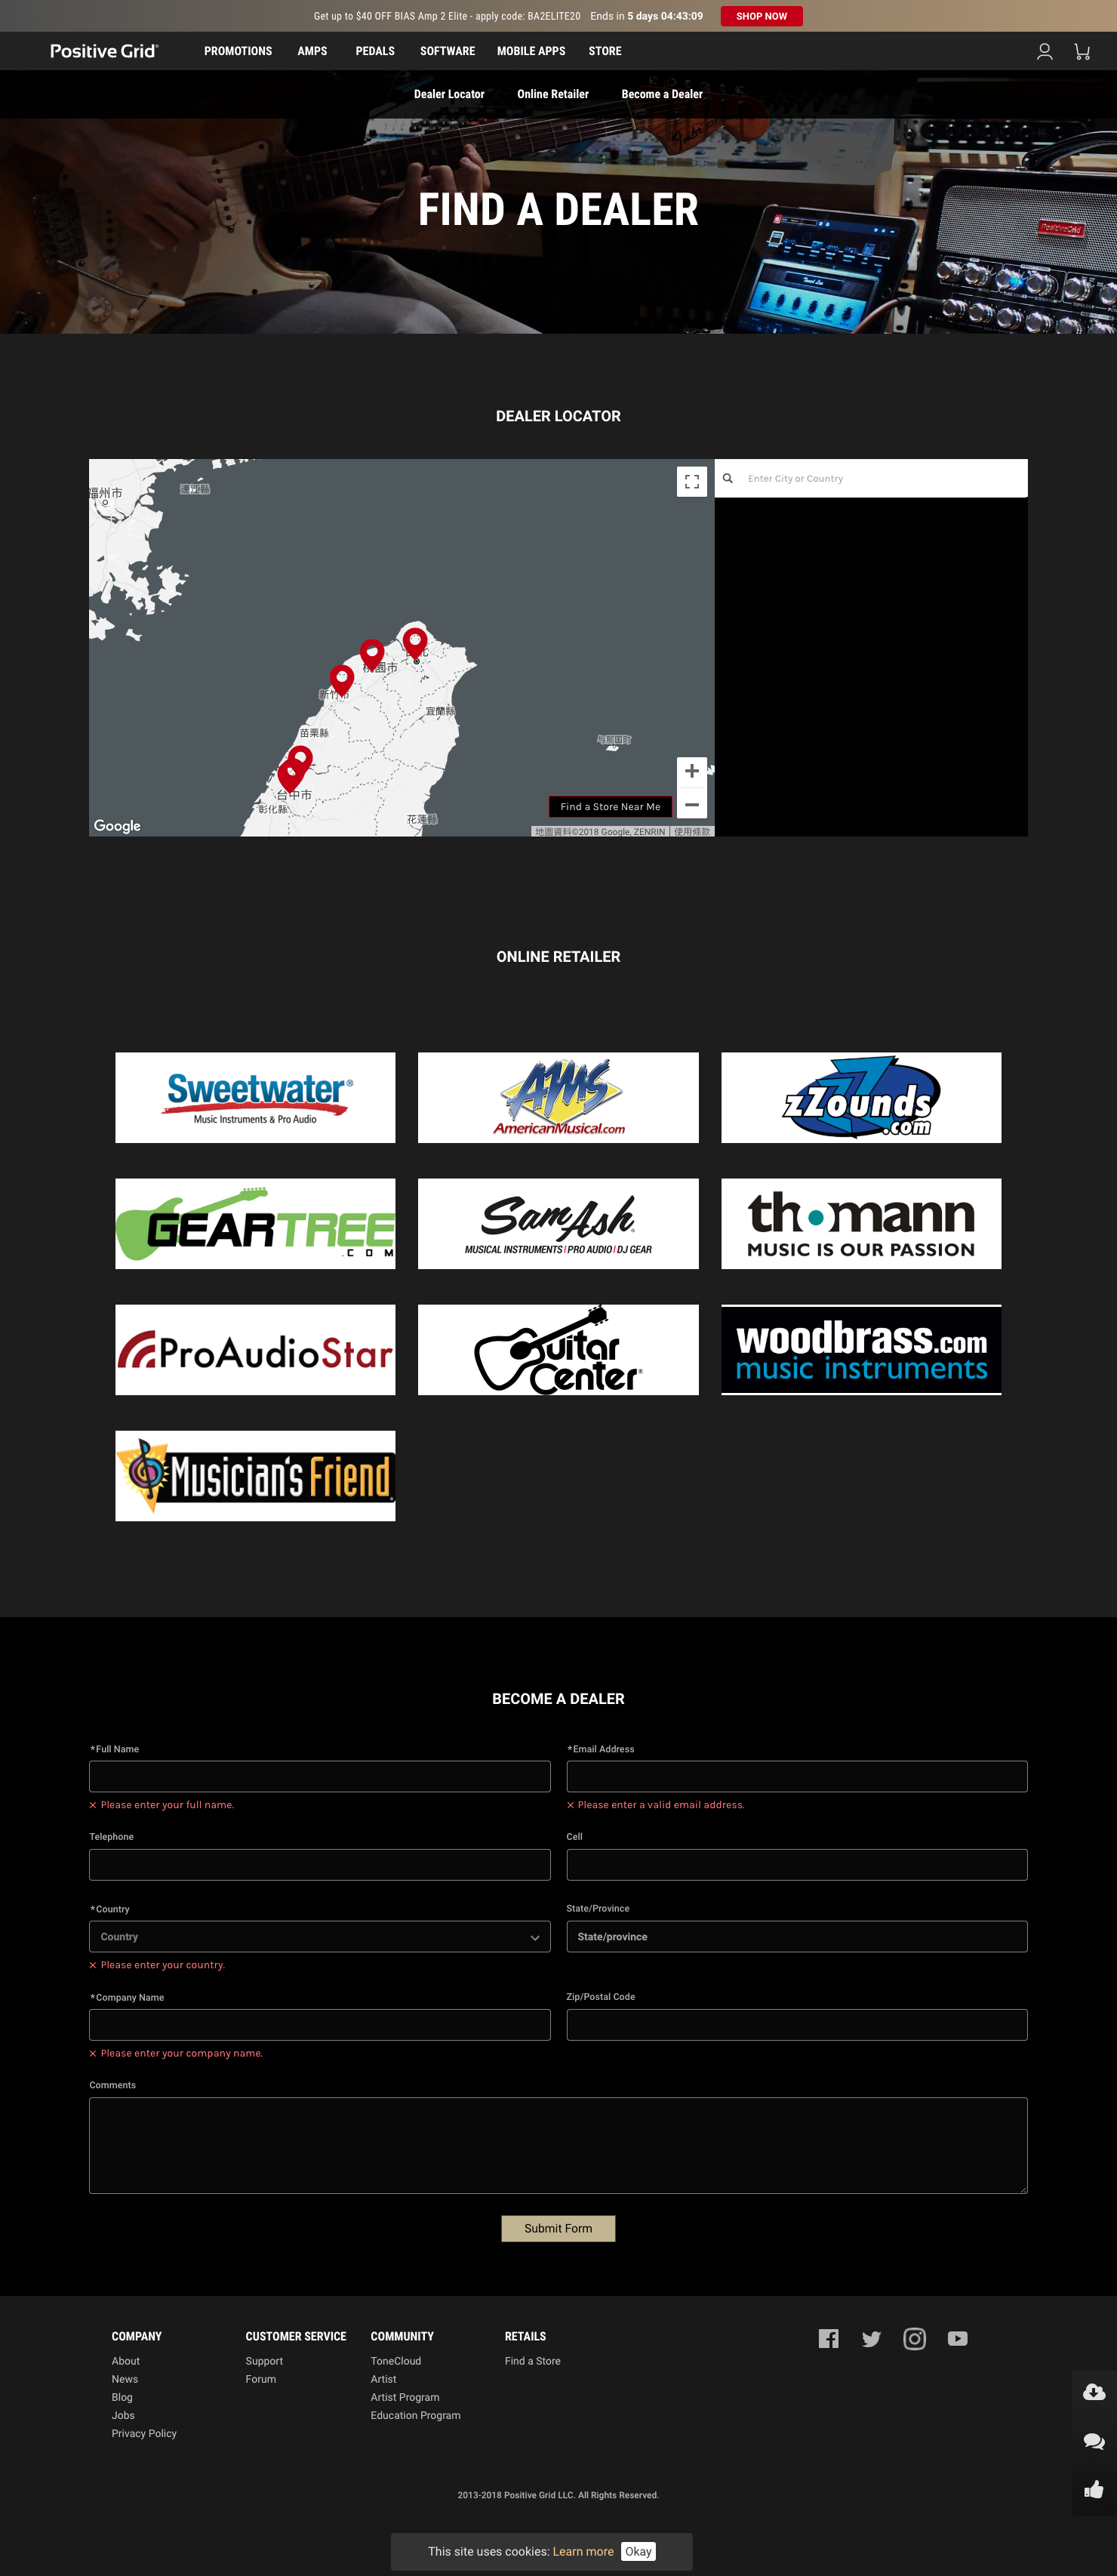 Get up to $40 OFF BIAS Amp 2 Elite - apply code: BA2ELITE20 Ends in 5 days 04:43:09 SHOP NOW
Positive Grid® PROMOTIONS AMPS PEDALS SOFTWARE MOBILE APPS STORE
Dealer Locator Online Retailer Become a Dealer
FIND A DEALER
PositiveGrid
DEALER LOCATOR
福州市
連江縣
Enter City or Country
台北
桃園市
新竹市
宜蘭縣
苗栗縣
与那国町
台中市
彰化縣
花蓮縣
Find a Store Near Me
Google
地圖資料©2018 Google, ZENRIN 使用條款
ONLINE RETAILER
Sweetwater®
Music Instruments & Pro Audio
AMS
AmericanMusical.com
zZounds
.com
GEARTREE
.COM
SamAsh
MUSICAL INSTRUMENTS | PRO AUDIO | DJ GEAR
thomann
MUSIC IS OUR PASSION
ProAudioStar
Guitar
Center®
woodbrass.com
music instruments
Musician's Friend
BECOME A DEALER
*Full Name *Email Address
Please enter your full name. Please enter a valid email address.
Telephone Cell
*Country State/Province
Country State/province
Please enter your country.
*Company Name Zip/Postal Code
Please enter your company name.
Comments
Submit Form
COMPANY CUSTOMER SERVICE COMMUNITY RETAILS
About Support ToneCloud Find a Store
News Forum Artist
Blog Artist Program
Jobs Education Program
Privacy Policy
2013-2018 Positive Grid LLC. All Rights Reserved.
This site uses cookies: Learn more Okay